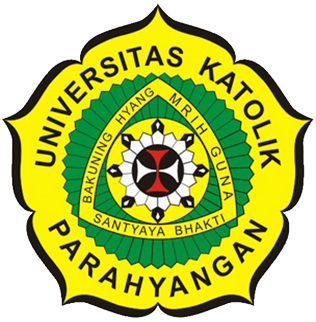 UNIVERSITAS KATOLIK
PARAHYANGAN
BAKUNING HYANG
MRIH GUNA
SANTYAYA BHAKTI